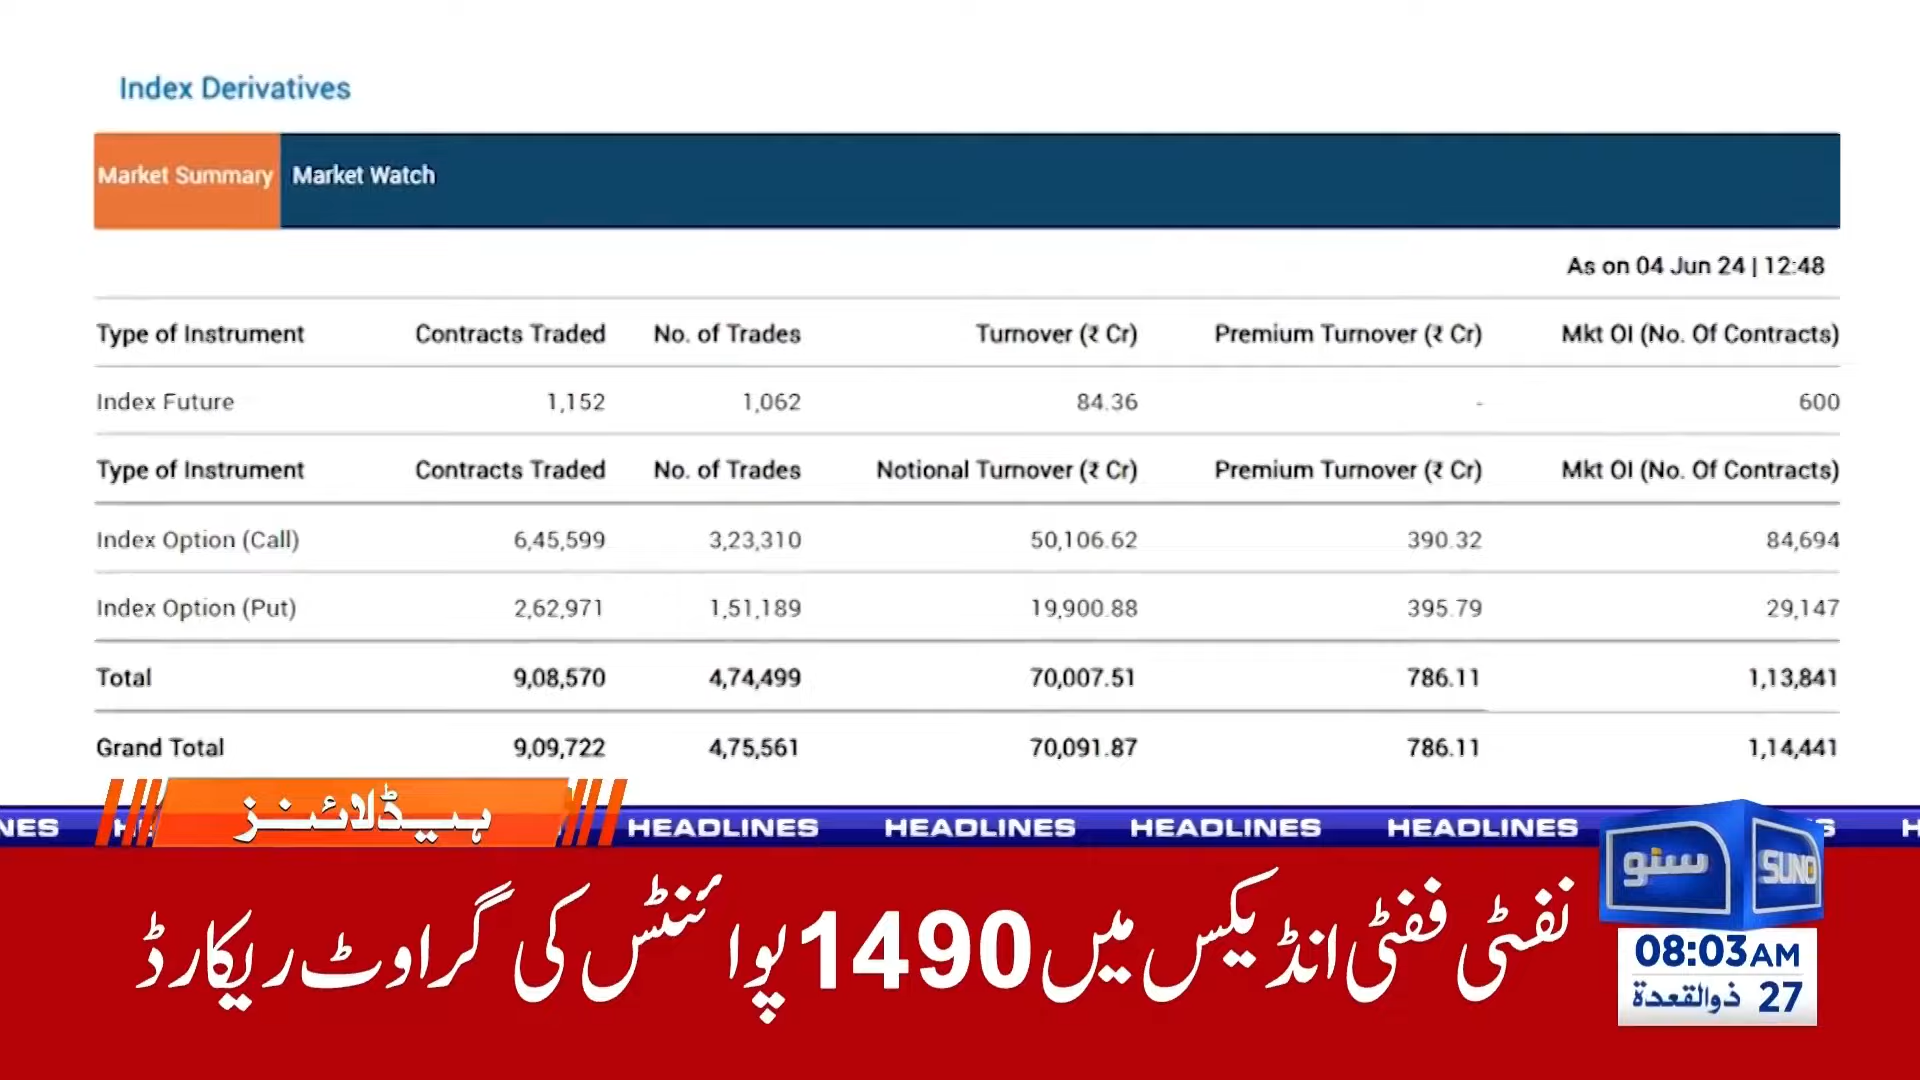 Index Derivatives
Market Summary Market Watch
As on 04 Jun 24 | 12:48
Type of Instrument Contracts Traded No. of Trades Turnover (₹ Cr) Premium Turnover (₹ Cr) Mkt OI (No. Of Contracts)
Index Future 1,152 1,062 84.36 - 600
Type of Instrument Contracts Traded No. of Trades Notional Turnover (₹ Cr) Premium Turnover (₹ Cr) Mkt OI (No. Of Contracts)
Index Option (Call) 6,45,599 3,23,310 50,106.62 390.32 84,694
Index Option (Put) 2,62,971 1,51,189 19,900.88 395.79 29,147
Total 9,08,570 4,74,499 70,007.51 786.11 1,13,841
Grand Total 9,09,722 4,75,561 70,091.87 786.11 1,14,441
ہیڈلائنز
HEADLINES HEADLINES HEADLINES HEADLINES
سنو SUNO
نفٹی ففٹی انڈیکس میں 1490 پوائنٹس کی گراوٹ ریکارڈ
08:03AM
27 ذوالقعدة